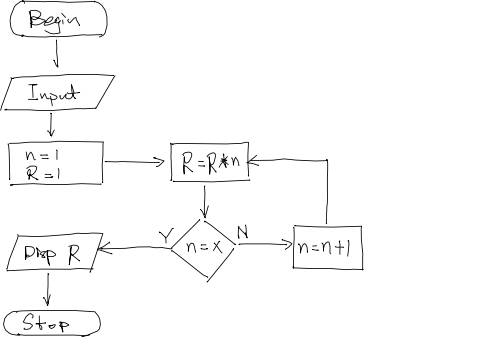 Begin
Input
n=1
R=1
R=R*n
n=x
Y
N
n=n+1
Disp R
Stop